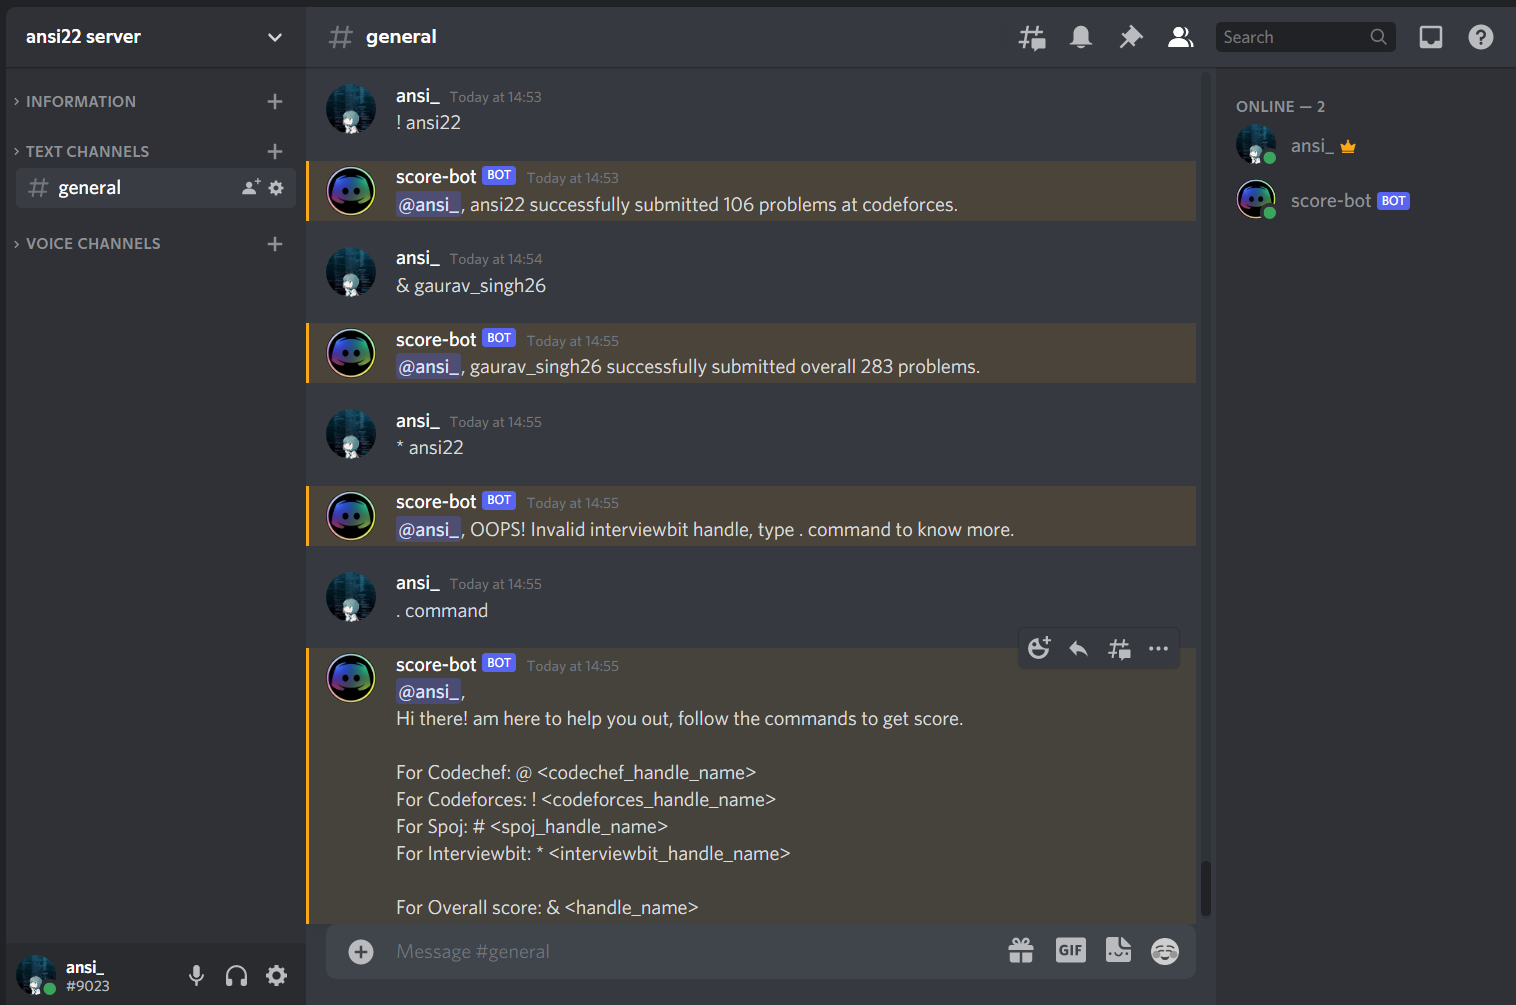 ansi22 server
general
Search
INFORMATION
TEXT CHANNELS
general
VOICE CHANNELS
ansi_ Today at 14:53
! ansi22
score-bot BOT Today at 14:53
@ansi_, ansi22 successfully submitted 106 problems at codeforces.
ansi_ Today at 14:54
& gaurav_singh26
score-bot BOT Today at 14:55
@ansi_, gaurav_singh26 successfully submitted overall 283 problems.
ansi_ Today at 14:55
* ansi22
score-bot BOT Today at 14:55
@ansi_, OOPS! Invalid interviewbit handle, type . command to know more.
ansi_ Today at 14:55
. command
score-bot BOT Today at 14:55
@ansi_,
Hi there! am here to help you out, follow the commands to get score.
For Codechef: @ <codechef_handle_name>
For Codeforces: ! <codeforces_handle_name>
For Spoj: # <spoj_handle_name>
For Interviewbit: * <interviewbit_handle_name>
For Overall score: & <handle_name>
Message #general
GIF
ONLINE — 2
ansi_
score-bot BOT
ansi_
#9023